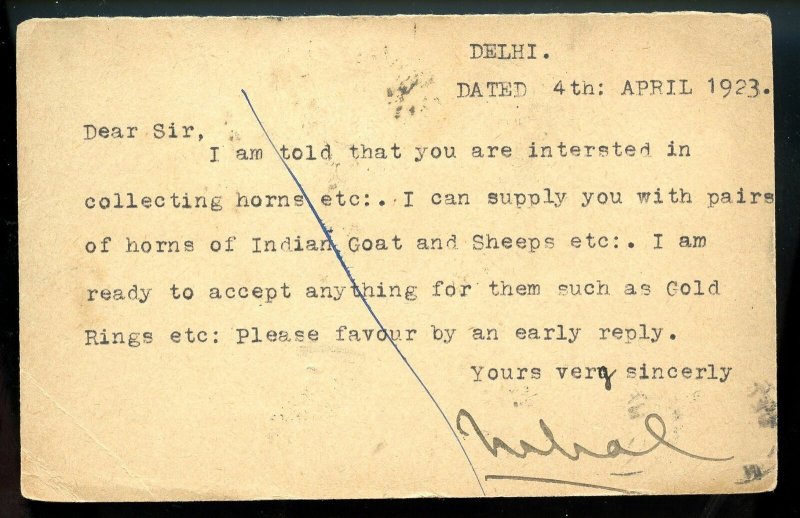 DELHI.
DATED 4th: APRIL 1923.
Dear Sir,
I am told that you are intersted in
collecting horns etc:. I can supply you with pairs
of horns of Indian Goat and Sheeps etc:. I am
ready to accept anything for them such as Gold
Rings etc: Please favour by an early reply.
Yours very sincerly
Nihal